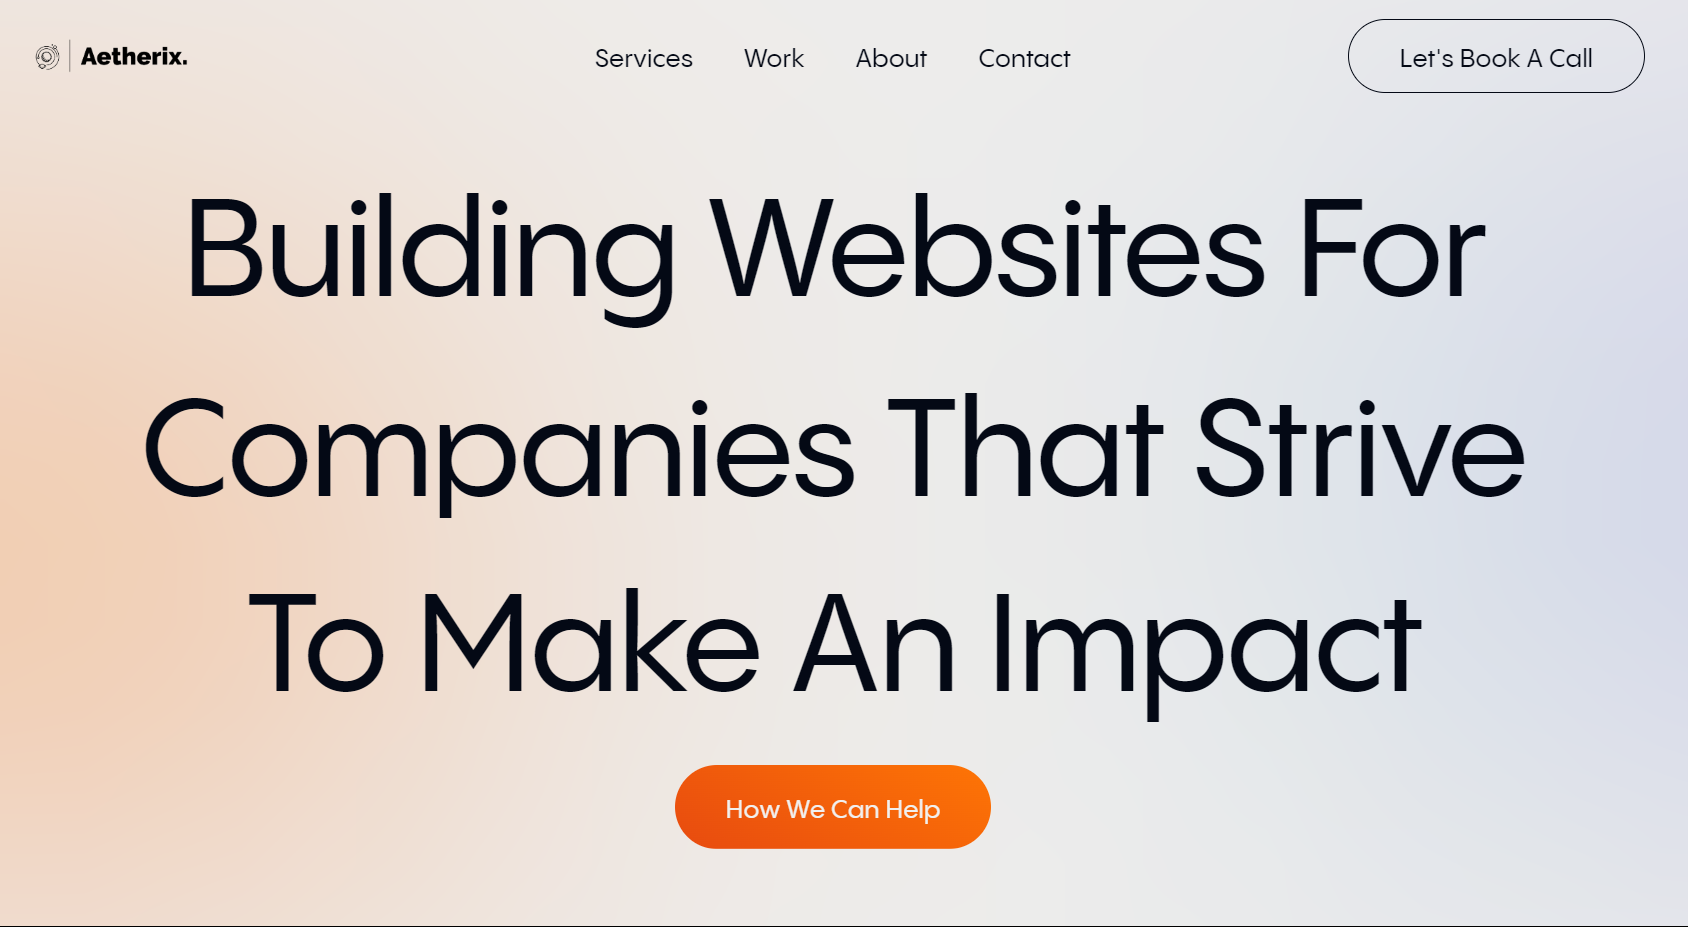 Aetherix.
Services
Work
About
Contact
Let's Book A Call
Building Websites For
Companies That Strive
To Make An Impact
How We Can Help